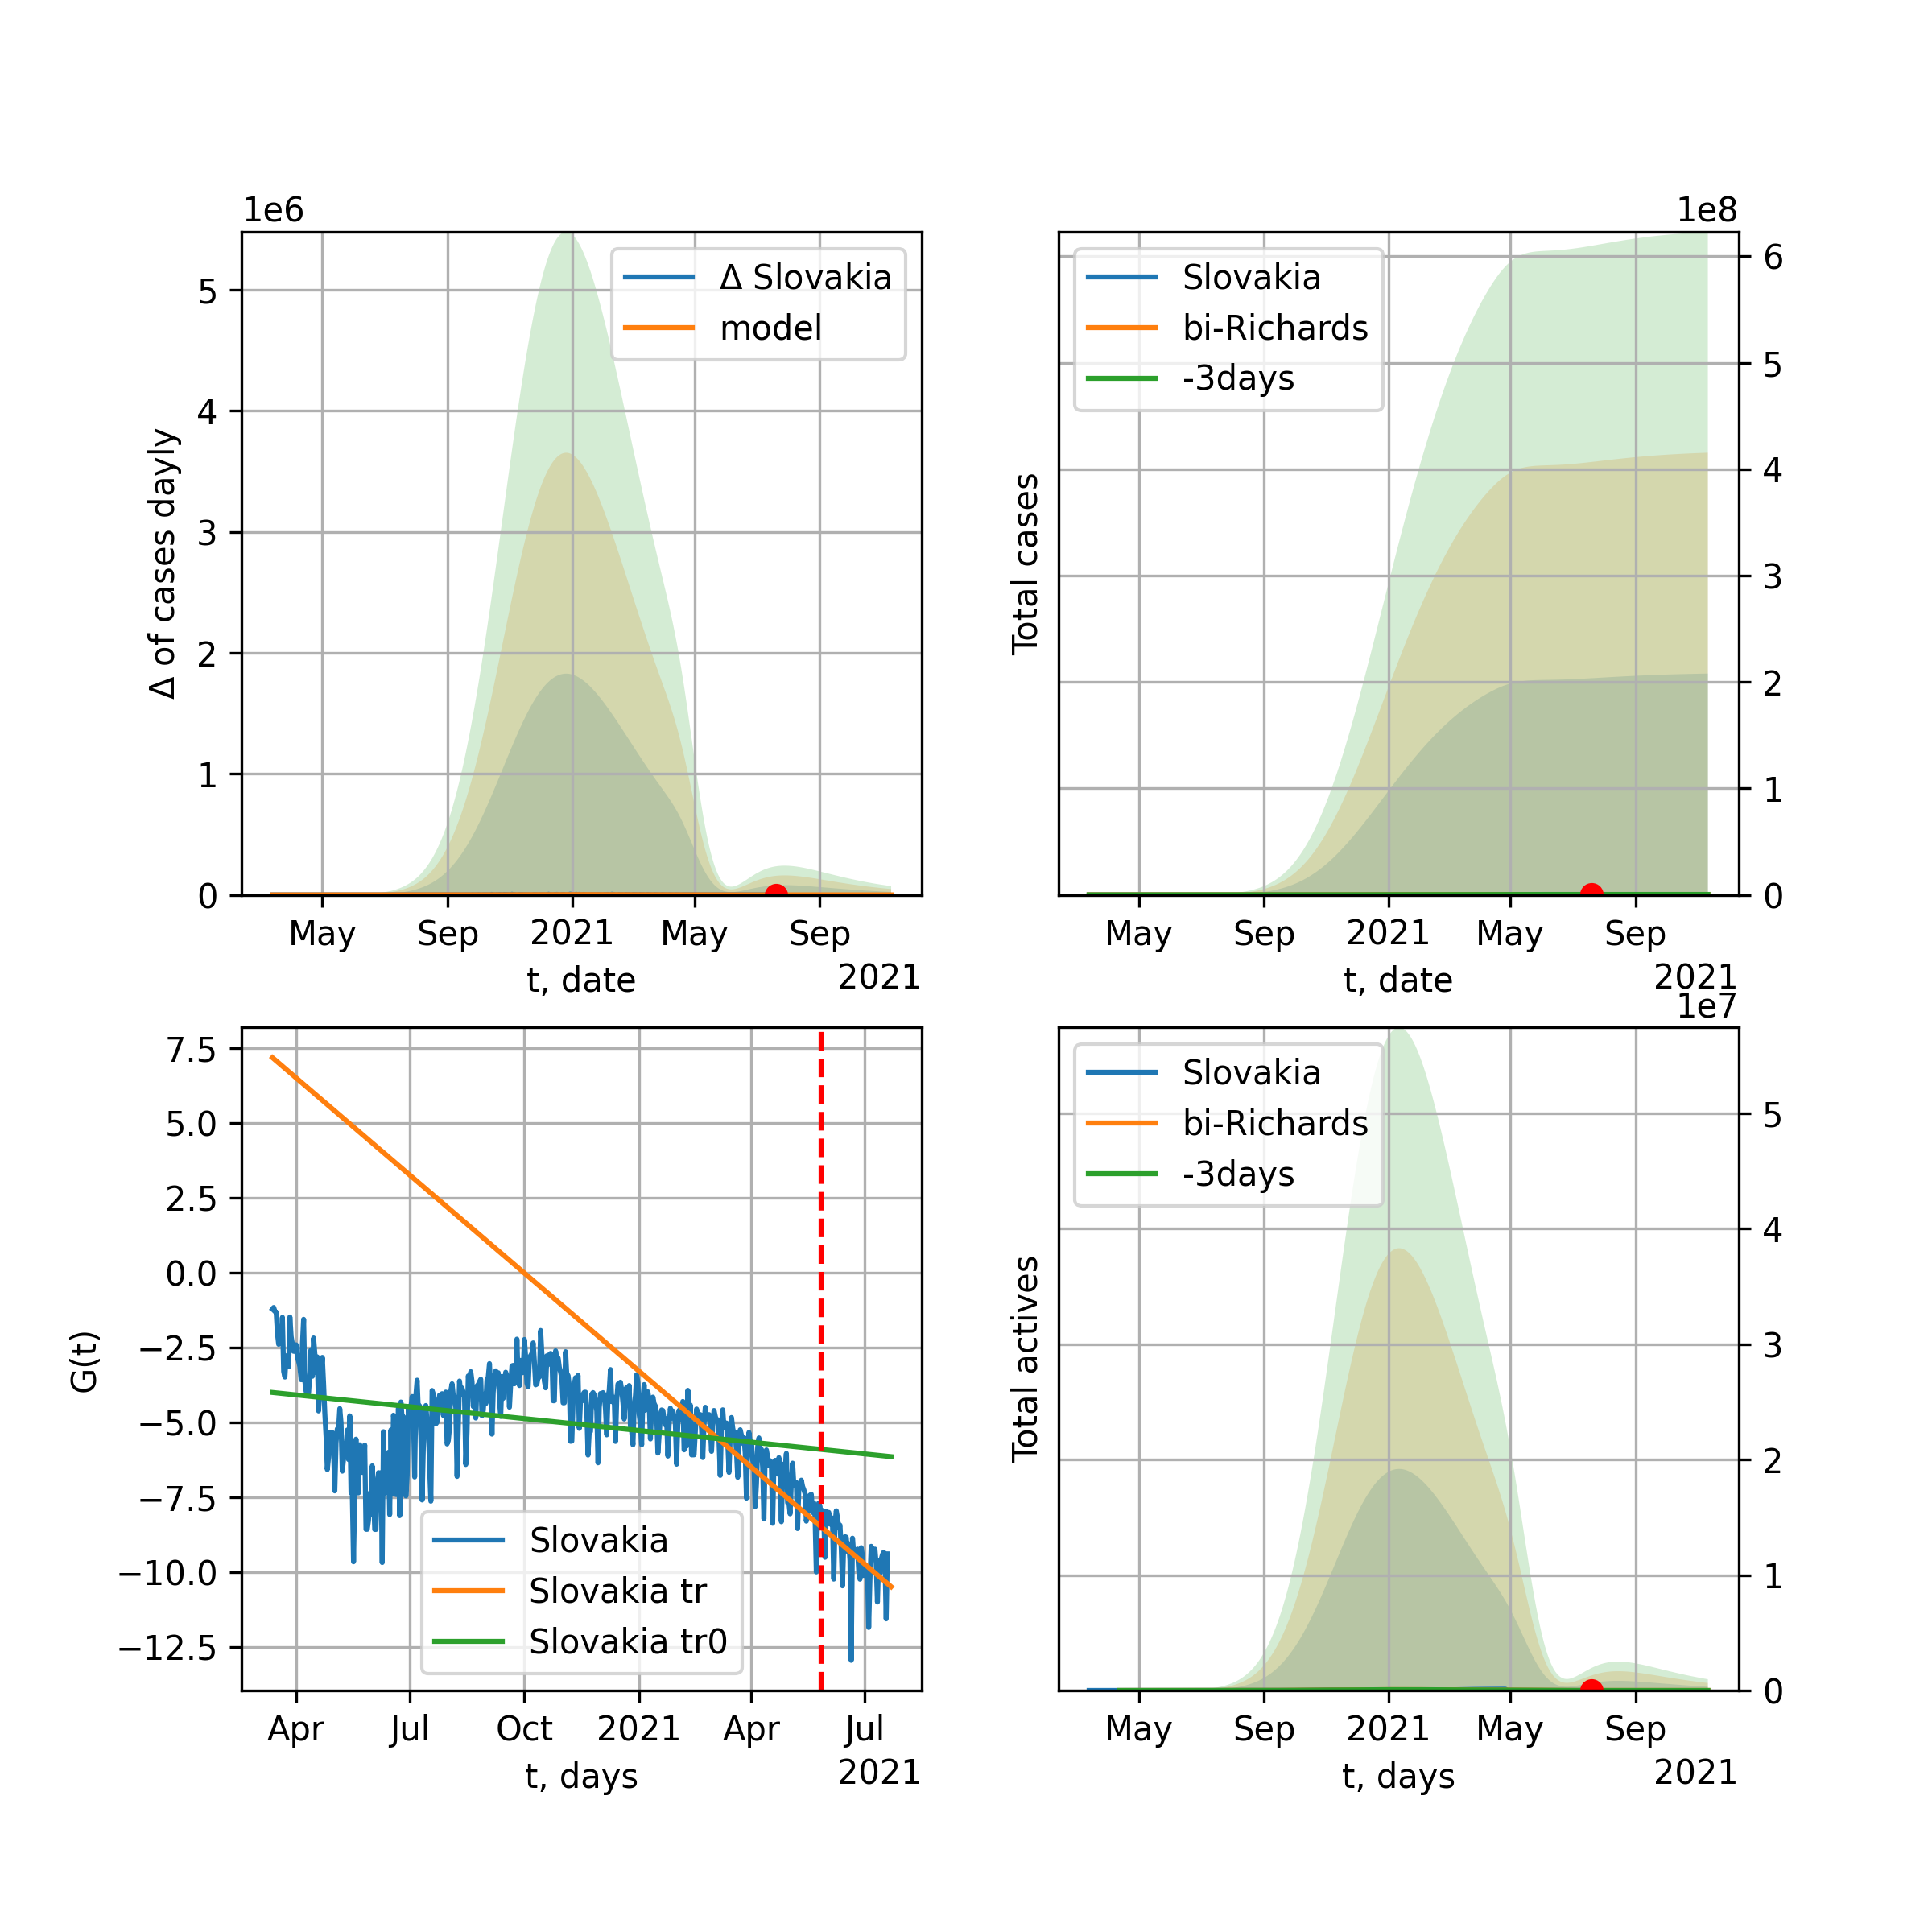 1e6
Δ of cases dayly
5
4
3
2
1
0
Δ Slovakia
model
May
Sep
2021
May
Sep
t, date
2021
1e8
Total cases
Slovakia
bi-Richards
-3days
6
5
4
3
2
1
0
May
Sep
2021
May
Sep
t, date
2021
G(t)
7.5
5.0
2.5
0.0
−2.5
−5.0
−7.5
−10.0
−12.5
Slovakia
Slovakia tr
Slovakia tr0
Apr
Jul
Oct
2021
Apr
Jul
t, days
2021
1e7
Total actives
Slovakia
bi-Richards
-3days
5
4
3
2
1
0
May
Sep
2021
May
Sep
t, days
2021